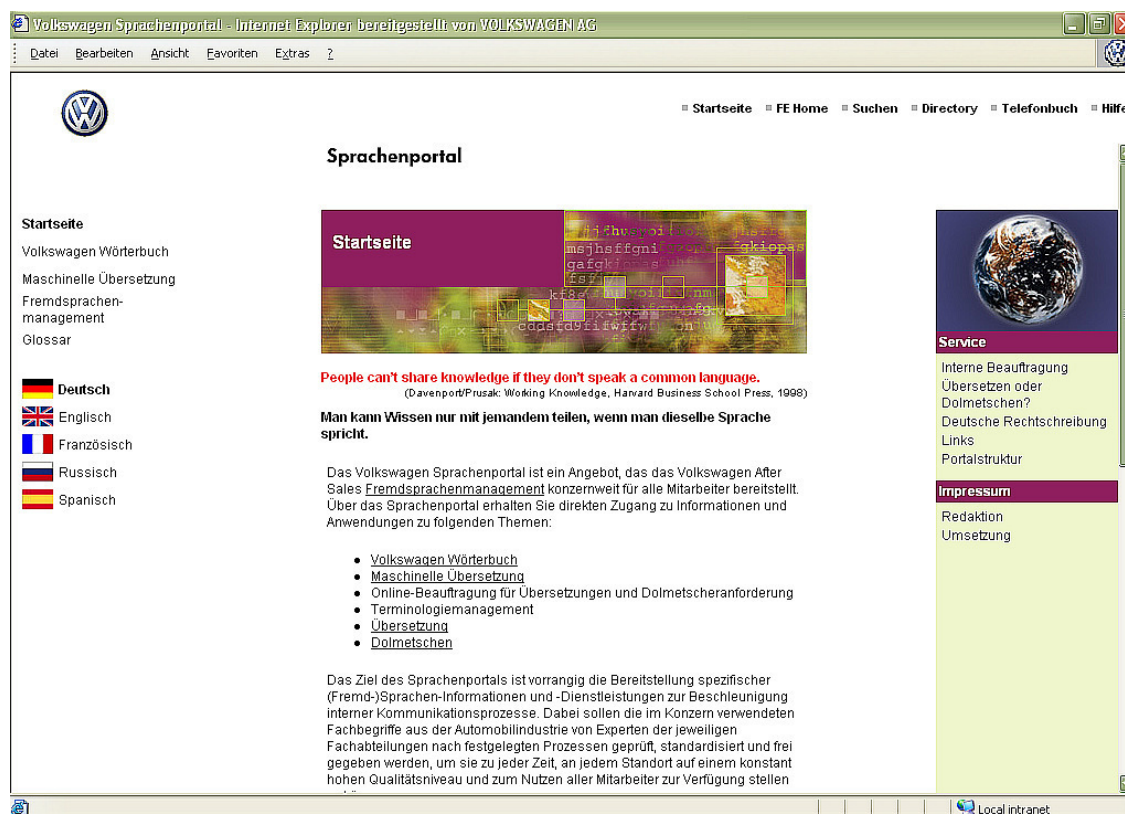 Volkswagen Sprachenportal - Internet Explorer bereitgestellt von VOLKSWAGEN AG
Datei Bearbeiten Ansicht Favoriten Extras ?
Startseite FE Home Suchen Directory Telefonbuch Hilfe
Sprachenportal
Startseite
Volkswagen Wörterbuch
Maschinelle Übersetzung
Fremdsprachen-
management
Glossar
Deutsch
Englisch
Französisch
Russisch
Spanisch
Startseite
msjhsffgni
People can't share knowledge if they don't speak a common language.
(Davenport/Prusak: Working Knowledge, Harvard Business School Press, 1998)
Man kann Wissen nur mit jemandem teilen, wenn man dieselbe Sprache
spricht.
Das Volkswagen Sprachenportal ist ein Angebot, das das Volkswagen After
Sales Fremdsprachenmanagement konzernweit für alle Mitarbeiter bereitstellt.
Über das Sprachenportal erhalten Sie direkten Zugang zu Informationen und
Anwendungen zu folgenden Themen:
Volkswagen Wörterbuch
Maschinelle Übersetzung
Online-Beauftragung für Übersetzungen und Dolmetscheranforderung
Terminologiemanagement
Übersetzung
Dolmetschen
Das Ziel des Sprachenportals ist vorrangig die Bereitstellung spezifischer
(Fremd-)Sprachen-Informationen und -Dienstleistungen zur Beschleunigung
interner Kommunikationsprozesse. Dabei sollen die im Konzern verwendeten
Fachbegriffe aus der Automobilindustrie von Experten der jeweiligen
Fachabteilungen nach festgelegten Prozessen geprüft, standardisiert und frei
gegeben werden, um sie zu jeder Zeit, an jedem Standort auf einem konstant
hohen Qualitätsniveau und zum Nutzen aller Mitarbeiter zur Verfügung stellen
Service
Interne Beauftragung
Übersetzen oder
Dolmetschen?
Deutsche Rechtschreibung
Links
Portalstruktur
Impressum
Redaktion
Umsetzung
Local intranet